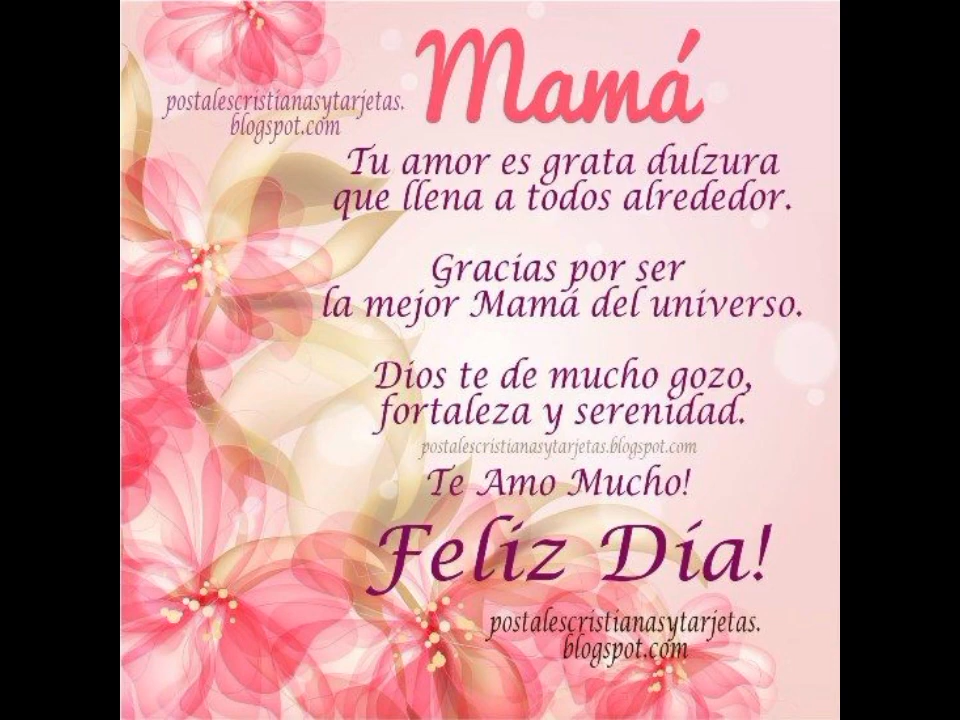 Mamá
postalescristianasytarjetas.
blogspot.com
Tu amor es grata dulzura
que llena a todos alrededor.
Gracias por ser
la mejor Mamá del universo.
Dios te de mucho gozo,
fortaleza y serenidad.
postalescristianasytarjetas.blogspot.com
Te Amo Mucho!
Feliz Dia!
postalescristianasytarjetas.
blogspot.com